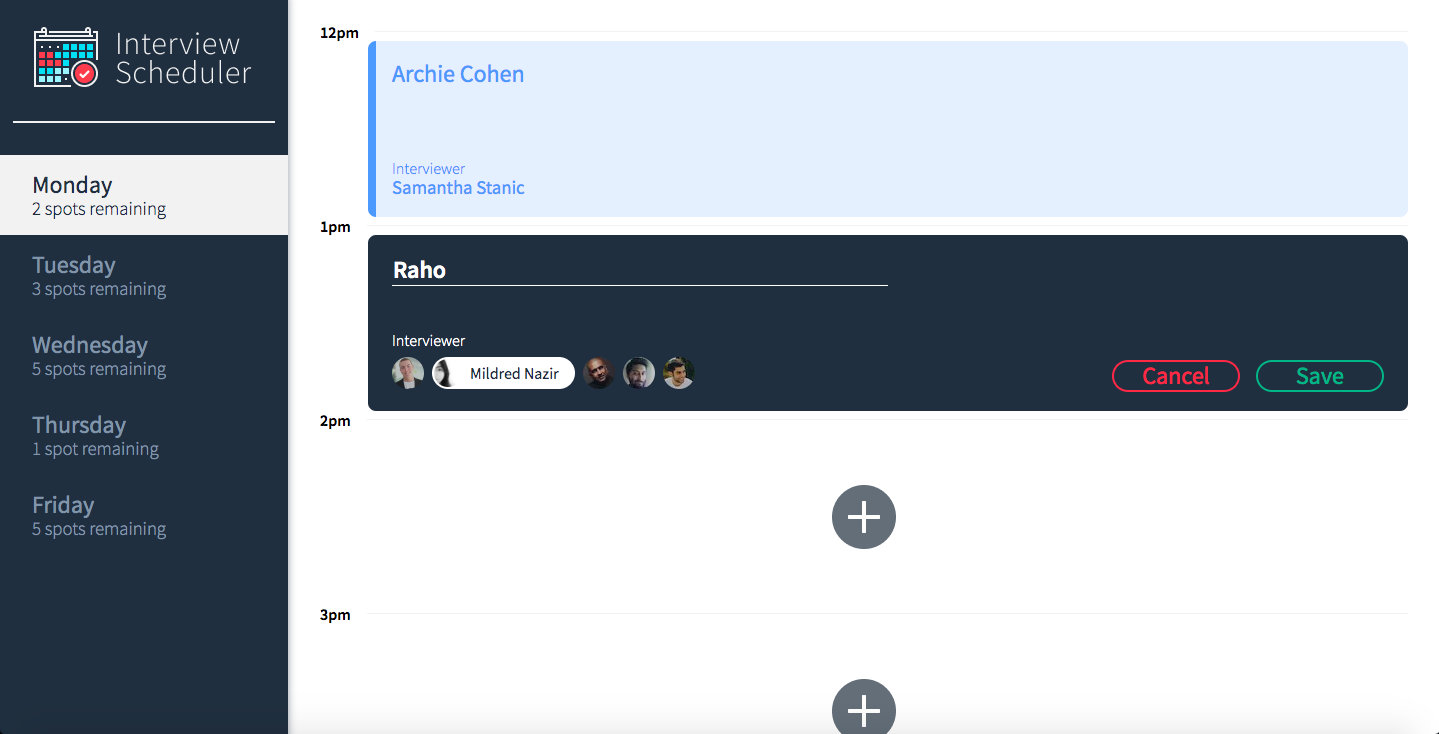 Interview
Scheduler
Monday
2 spots remaining
Tuesday
3 spots remaining
Wednesday
5 spots remaining
Thursday
1 spot remaining
Friday
5 spots remaining
12pm
Archie Cohen
Interviewer
Samantha Stanic
1pm
Raho
Interviewer
Mildred Nazir
Cancel
Save
2pm
3pm